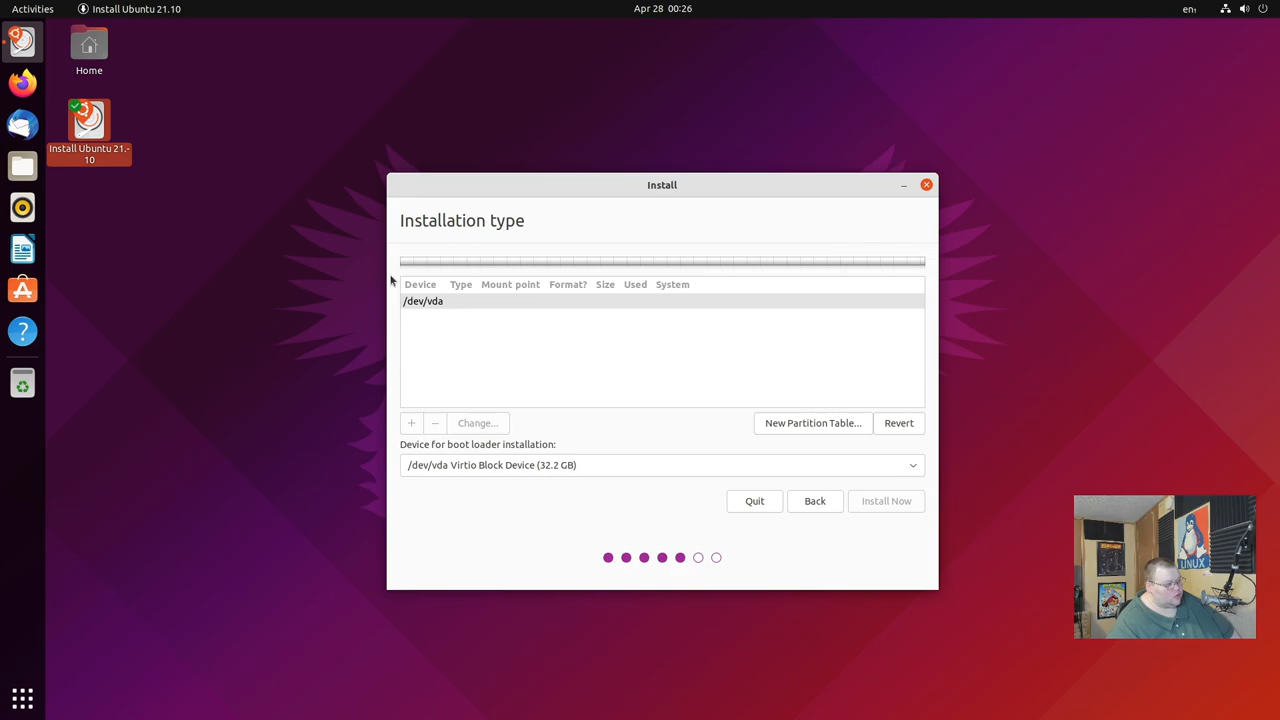 Activities
Install Ubuntu 21.10
Apr 28 00:26
en₁
Home
Install Ubuntu 21.-
10
Install
Installation type
Device Type Mount point Format? Size Used System
/dev/vda
+ − Change...
New Partition Table... Revert
Device for boot loader installation:
/dev/vda Virtio Block Device (32.2 GB)
Quit Back Install Now
LINUX